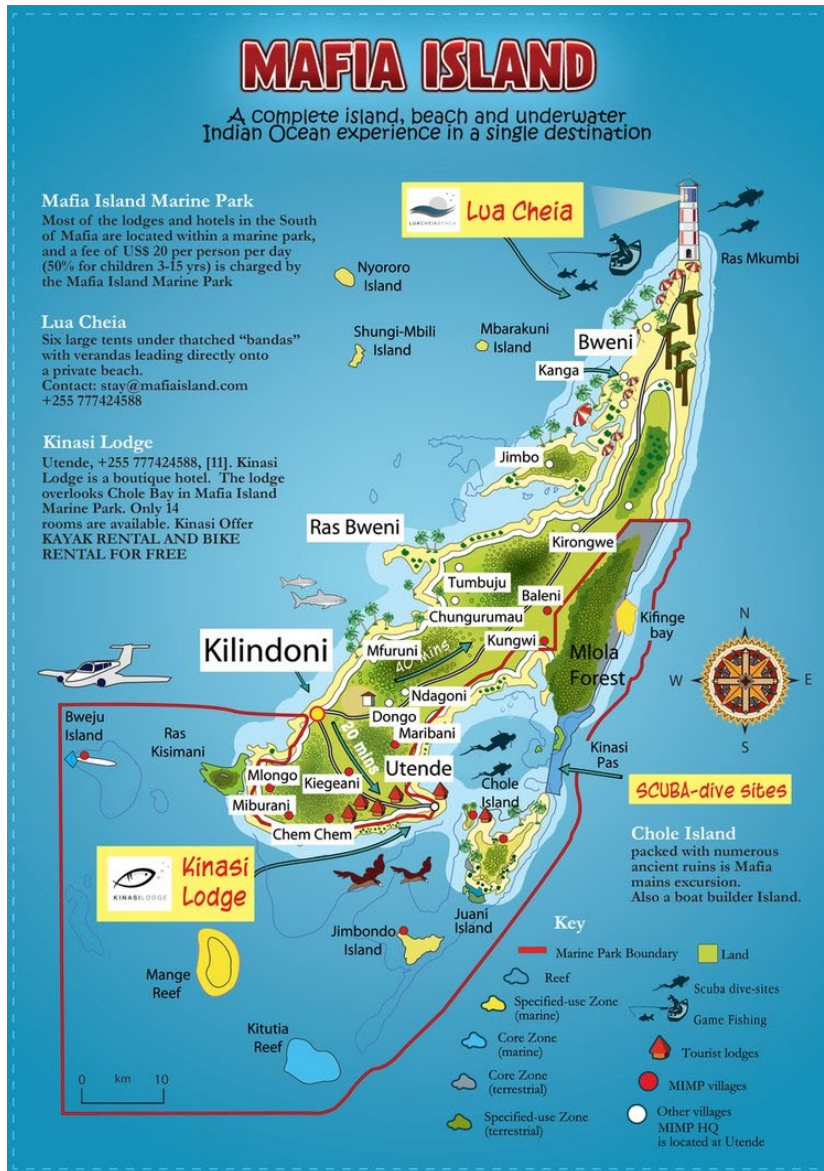 MAFIA ISLAND
A complete island, beach and underwater
Indian Ocean experience in a single destination
Mafia Island Marine Park
Most of the lodges and hotels in the South
of Mafia are located within a marine park,
and a fee of US$ 20 per person per day
(50% for children 3-15 yrs) is charged by
the Mafia Island Marine Park
Lua Cheia
Six large tents under thatched “bandas”
with verandas leading directly onto
a private beach.
Contact: stay@mafiaisland.com
+255 777424588
Kinasi Lodge
Utende, +255 777424588, [11]. Kinasi
Lodge is a boutique hotel. The lodge
overlooks Chole Bay in Mafia Island
Marine Park. Only 14
rooms are available. Kinasi Offer
KAYAK RENTAL AND BIKE
RENTAL FOR FREE
LUACHEIABEACH
Lua Cheia
Ras Mkumbi
Nyororo
Island
Shungi-Mbili
Island
Mbarakuni
Island
Bweni
Kanga
Jimbo
Ras Bweni
Kirongwe
Tumbuju
Baleni
Chungurumau
Kifinge
bay
Kungwi
Mfuruni
40 mins
Mlola
Forest
Kilindoni
N
W
E
S
Ndagoni
Dongo
Maribani
20 mins
Bweju
Island
Ras
Kisimani
Kinasi
Pas
Utende
Mlongo
Kiegeani
Chole
Island
Miburani
Chem Chem
SCUBA-dive sites
Chole Island
packed with numerous
ancient ruins is Mafia
mains excursion.
Also a boat builder Island.
KINASILODGE
Kinasi
Lodge
Juani
Island
Jimbondo
Island
Mange
Reef
Kitutia
Reef
0 km 10
Key
Marine Park Boundary
Land
Reef
Scuba dive-sites
Specified-use Zone
(marine)
Game Fishing
Core Zone
(marine)
Tourist lodges
Core Zone
(terrestrial)
MIMP villages
Specified-use Zone
(terrestrial)
Other villages
MIMP HQ
is located at Utende